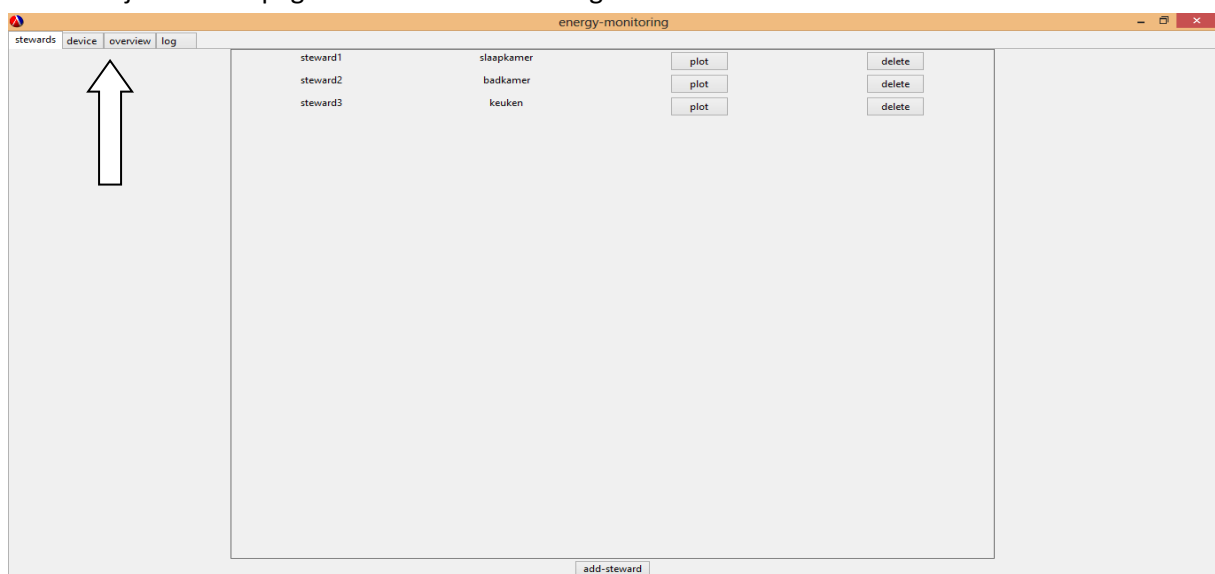 energy-monitoring
stewards device overview log
steward1 slaapkamer plot delete
steward2 badkamer plot delete
steward3 keuken plot delete
add-steward